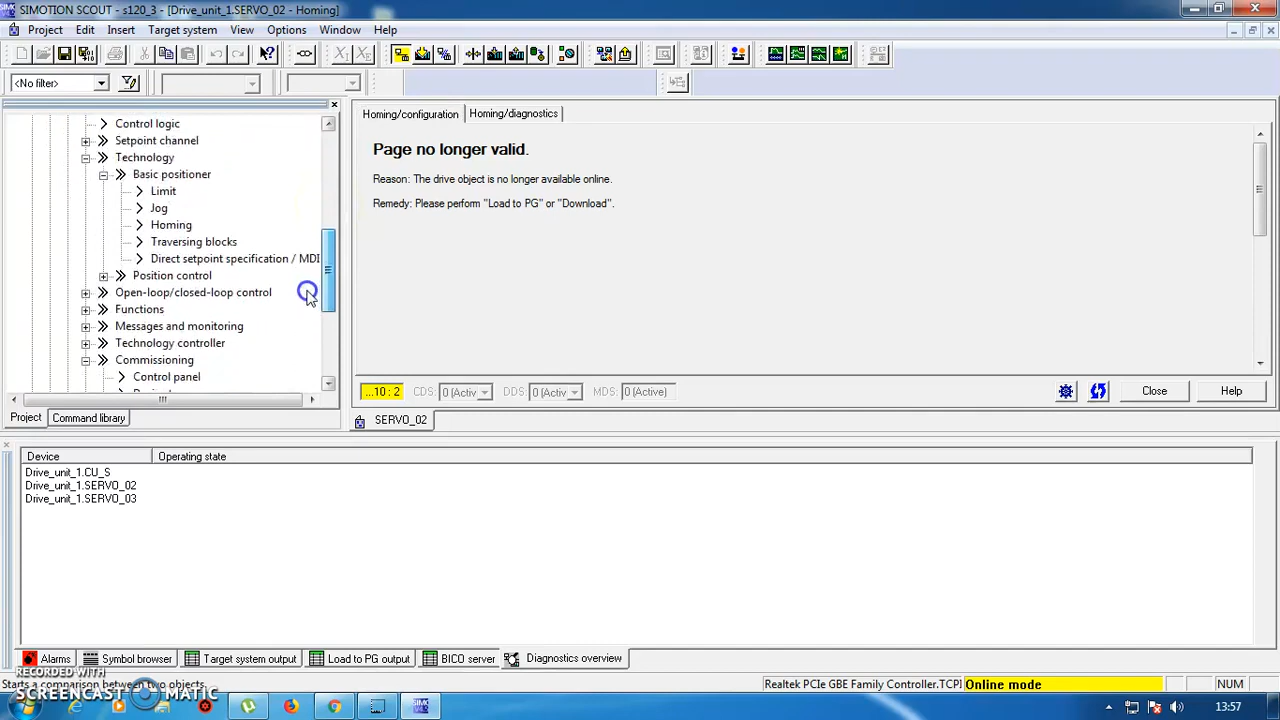 SIMOTION SCOUT - s120_3 - [Drive_unit_1.SERVO_02 - Homing]
Project Edit Insert Target system View Options Window Help
<No filter>
Control logic
Setpoint channel
Technology
Basic positioner
Limit
Jog
Homing
Traversing blocks
Direct setpoint specification / MDI
Position control
Open-loop/closed-loop control
Functions
Messages and monitoring
Technology controller
Commissioning
Control panel
Project Command library
Homing/configuration Homing/diagnostics
Page no longer valid.
Reason: The drive object is no longer available online.
Remedy: Please perform "Load to PG" or "Download".
...10 : 2 CDS: 0 (Activ DDS: 0 (Activ MDS: 0 (Active) Close Help
SERVO_02
Device Operating state
Drive_unit_1.CU_S
Drive_unit_1.SERVO_02
Drive_unit_1.SERVO_03
Alarms Symbol browser Target system output Load to PG output BICO server Diagnostics overview
RECORDED WITH
SCREENCAST MATIC
Starts a comparison between two objects. Realtek PCIe GBE Family Controller.TCPI Online mode NUM
13:57